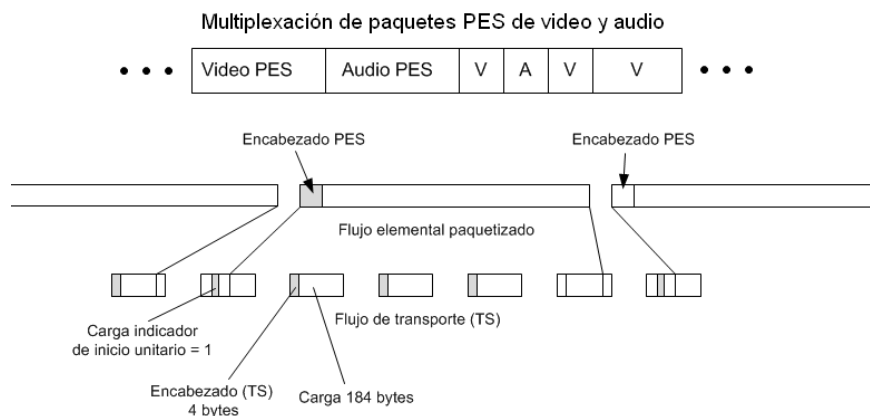 Multiplexación de paquetes PES de video y audio
• • • Video PES Audio PES V A V V • • •
Encabezado PES
Encabezado PES
Flujo elemental paquetizado
Flujo de transporte (TS)
Carga indicador
de inicio unitario = 1
Encabezado (TS)
4 bytes
Carga 184 bytes